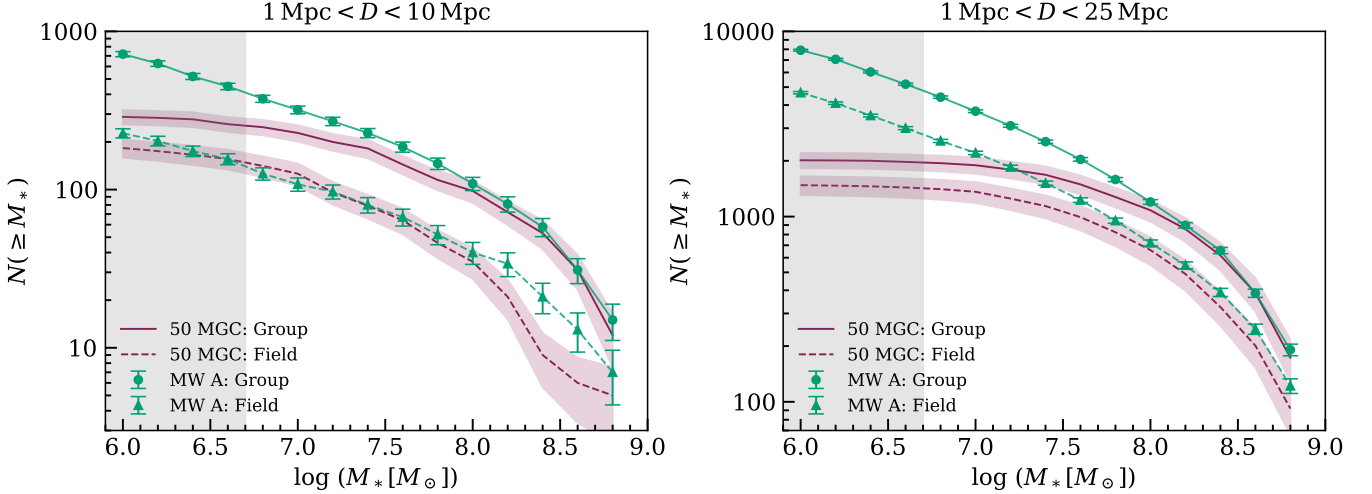 1 Mpc < D < 10 Mpc
1000
100
10
N( ≥ M*)
50 MGC: Group
50 MGC: Field
MW A: Group
MW A: Field
6.0 6.5 7.0 7.5 8.0 8.5 9.0
log (M* [M⊙])
1 Mpc < D < 25 Mpc
10000
1000
100
N( ≥ M*)
50 MGC: Group
50 MGC: Field
MW A: Group
MW A: Field
6.0 6.5 7.0 7.5 8.0 8.5 9.0
log (M* [M⊙])